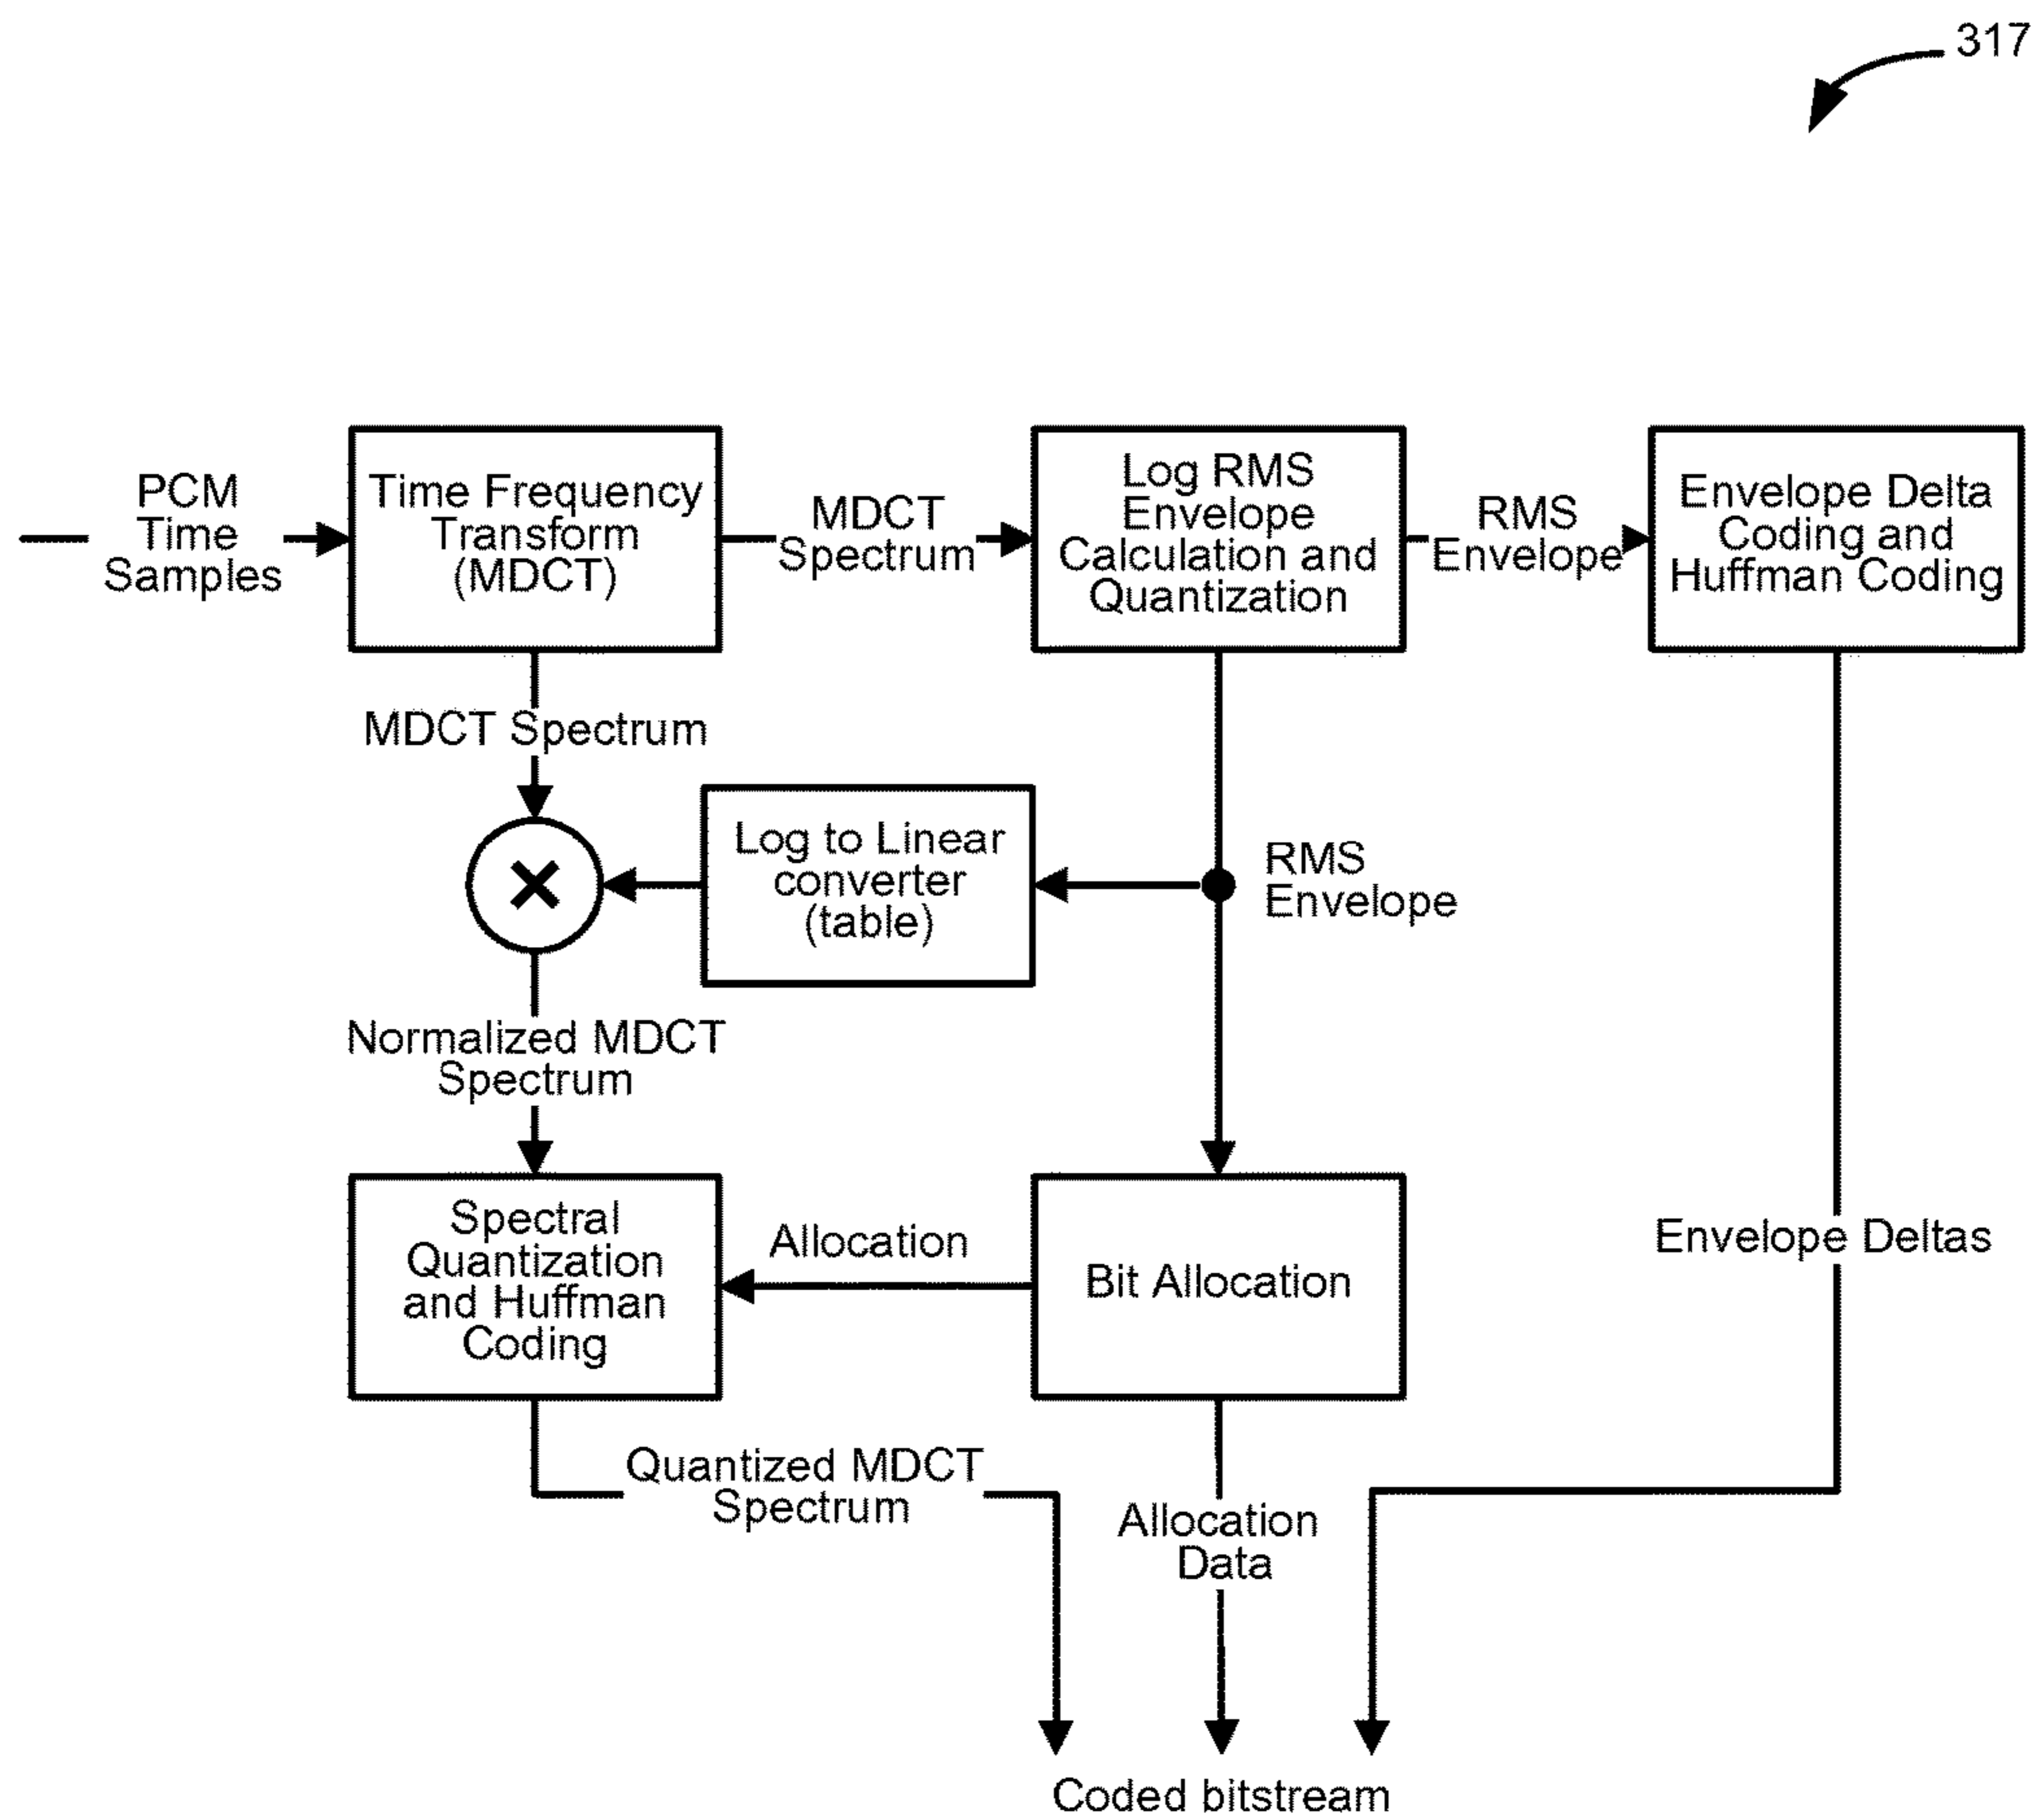 317
PCM
Time
Samples
Time Frequency
Transform
(MDCT)
MDCT
Spectrum
Log RMS
Envelope
Calculation and
Quantization
RMS
Envelope
Envelope Delta
Coding and
Huffman Coding
MDCT Spectrum
Log to Linear
converter
(table)
RMS
Envelope
Normalized MDCT
Spectrum
Spectral
Quantization
and Huffman
Coding
Allocation
Bit Allocation
Envelope Deltas
Quantized MDCT
Spectrum
Allocation
Data
Coded bitstream